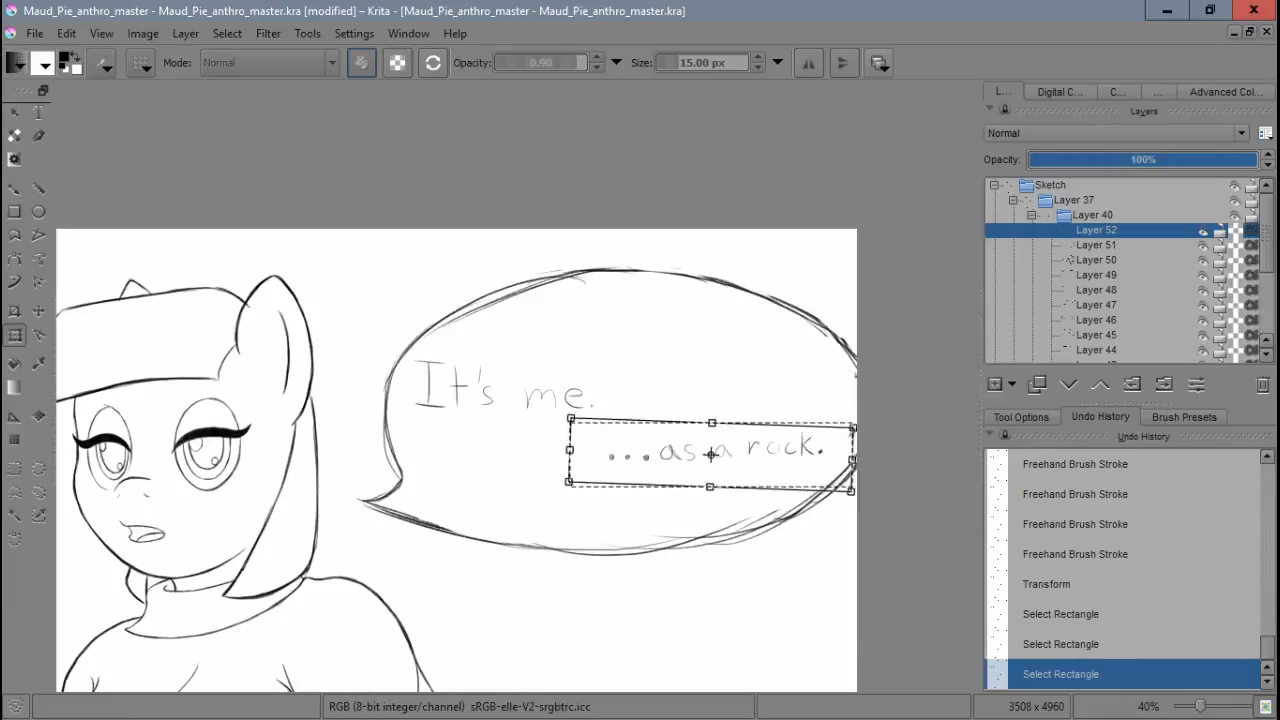 Maud_Pie_anthro_master - Maud_Pie_anthro_master.kra [modified] – Krita - [Maud_Pie_anthro_master - Maud_Pie_anthro_master.kra]
File Edit View Image Layer Select Filter Tools Settings Window Help
Mode: Normal Opacity: 0.90 Size: 15.00 px
L... Digital C... C... ... Advanced Col...
Layers
Normal
Opacity: 100%
Sketch
Layer 37
Layer 40
Layer 52
Layer 51
Layer 50
Layer 49
Layer 48
Layer 47
Layer 46
Layer 45
Layer 44
It's me.
...as a rock.
Tool Options Undo History Brush Presets
Undo History
Freehand Brush Stroke
Freehand Brush Stroke
Freehand Brush Stroke
Freehand Brush Stroke
Transform
Select Rectangle
Select Rectangle
Select Rectangle
RGB (8-bit integer/channel) sRGB-elle-V2-srgbtrc.icc 3508 x 4960 40%